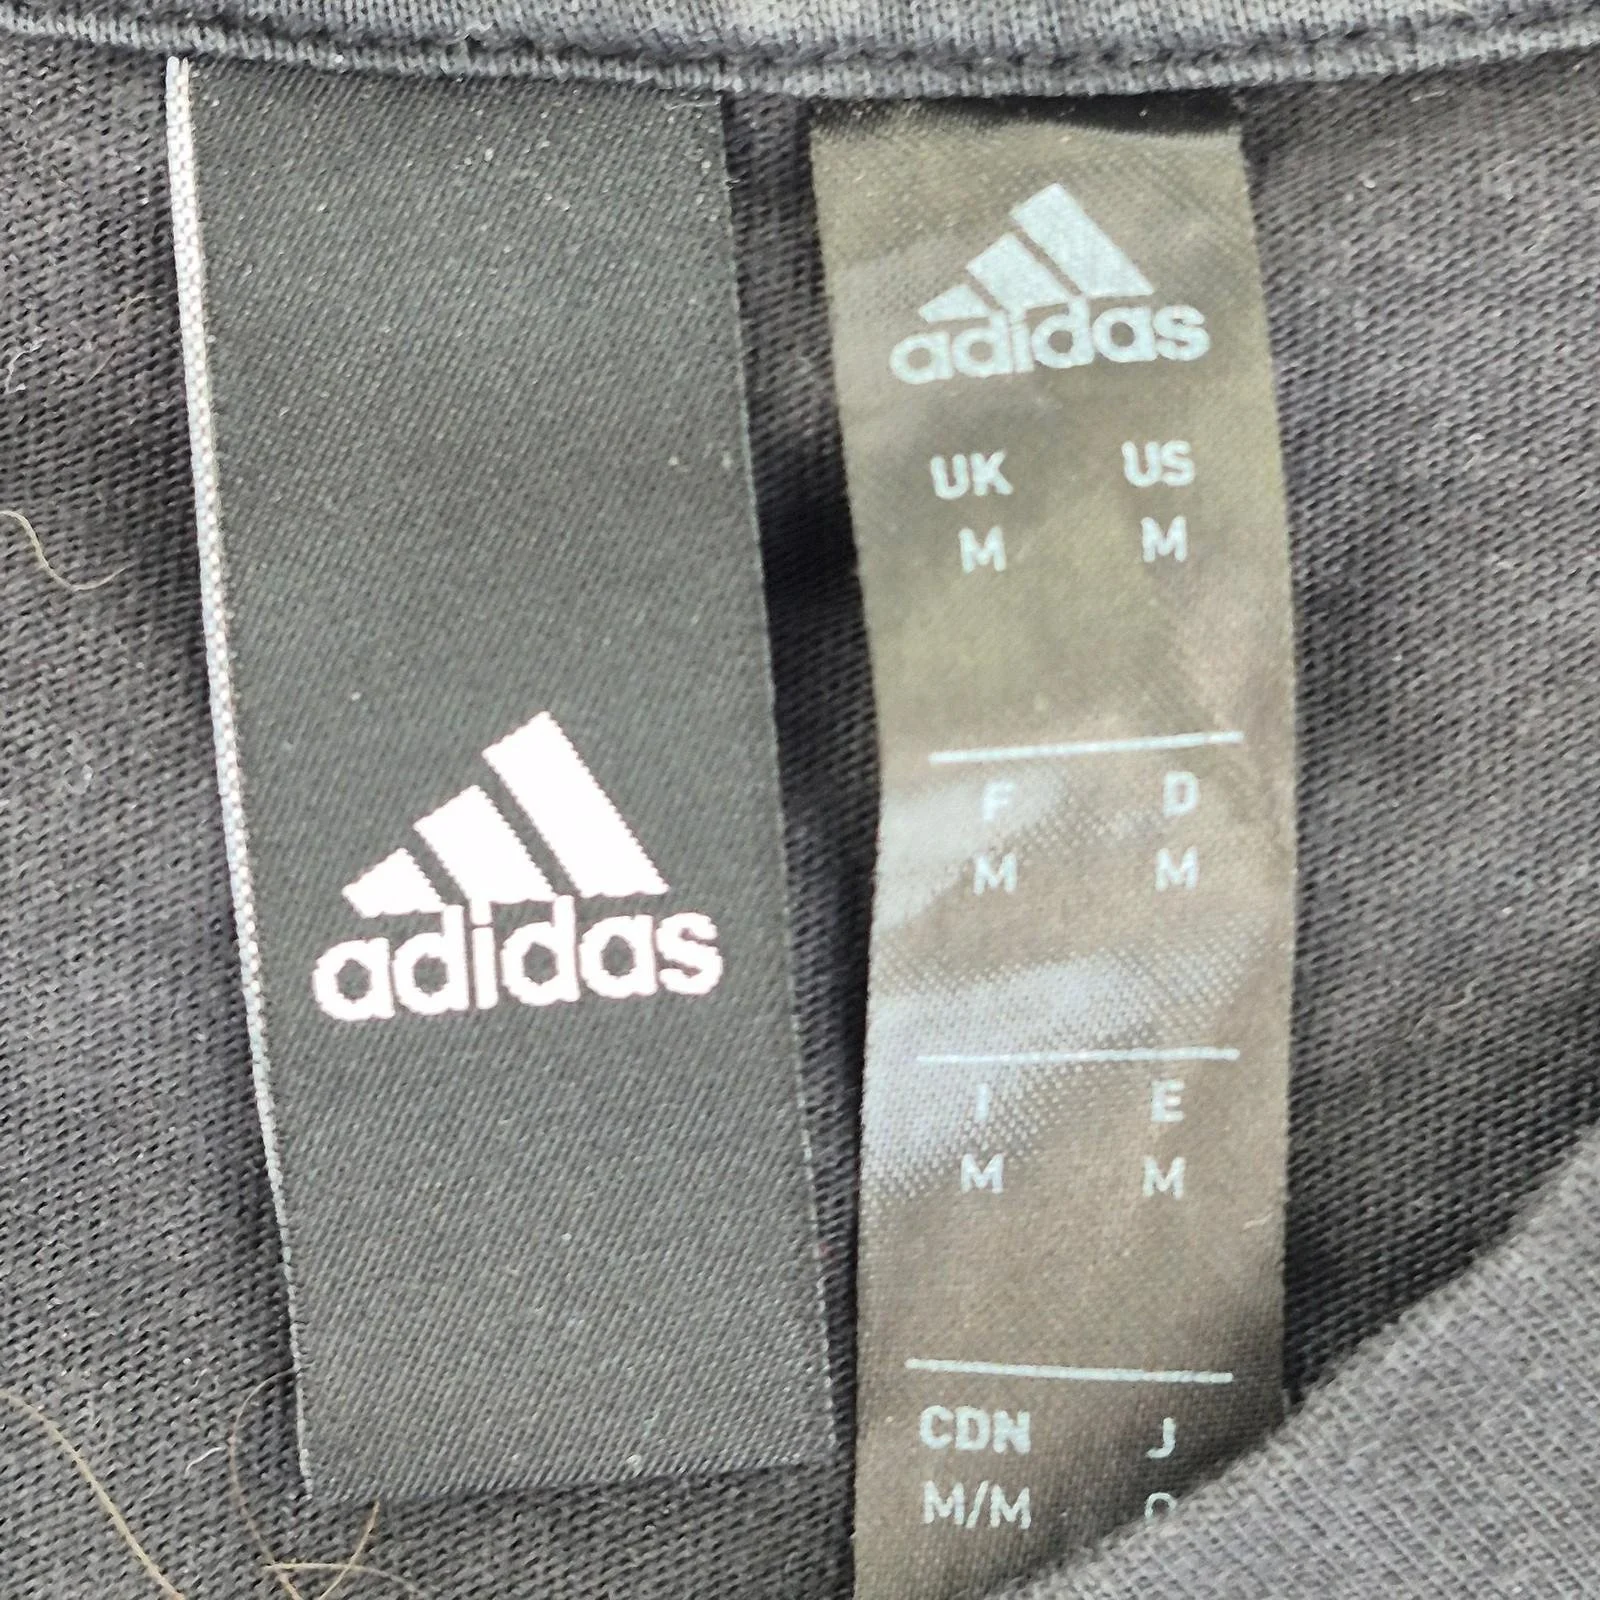 adidas
adidas
UK US
M M
F D
M M
I E
M M
CDN J
M/M